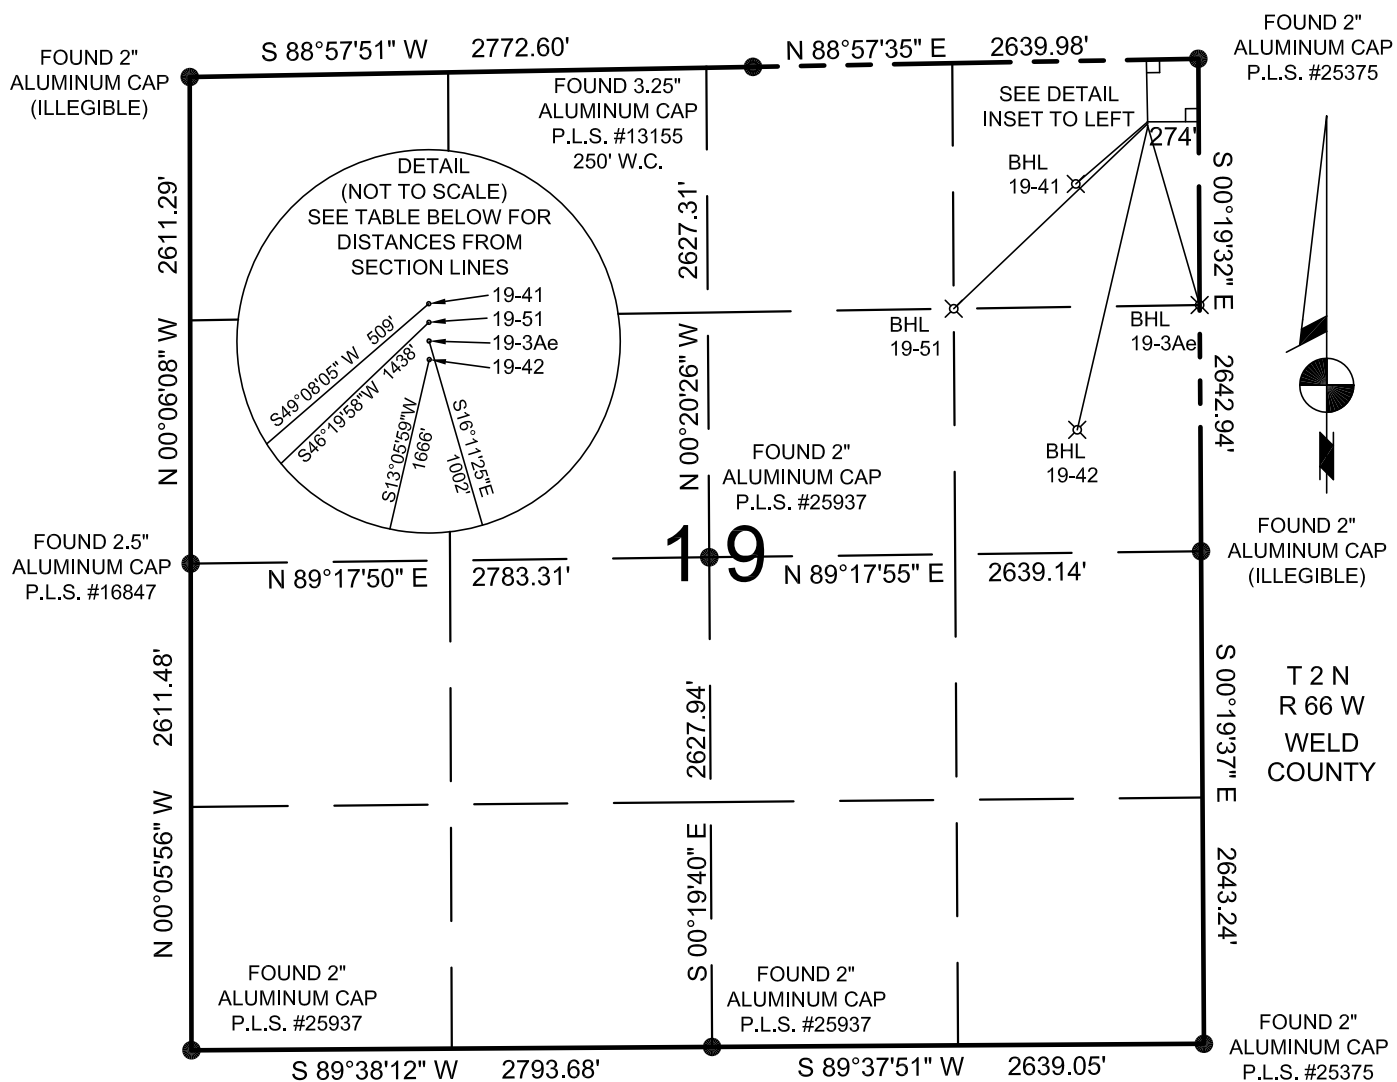 FOUND 2"
ALUMINUM CAP
(ILLEGIBLE)
S 88°57'51" W 2772.60'
N 88°57'35" E 2639.98'
FOUND 2"
ALUMINUM CAP
P.L.S. #25375
FOUND 3.25"
ALUMINUM CAP
P.L.S. #13155
250' W.C.
SEE DETAIL
INSET TO LEFT
274'
BHL
19-41
DETAIL
(NOT TO SCALE)
SEE TABLE BELOW FOR
DISTANCES FROM
SECTION LINES
19-41
19-51
19-3Ae
19-42
S49°08'05" W 509'
S46°19'58"W 1438'
S13°05'59"W
1666'
S16°11'25"E
1002'
N 00°06'08" W 2611.29'
N 00°20'26" W 2627.31'
S 00°19'32" E 2642.94'
BHL
19-51
BHL
19-3Ae
BHL
19-42
FOUND 2"
ALUMINUM CAP
P.L.S. #25937
FOUND 2.5"
ALUMINUM CAP
P.L.S. #16847
19
FOUND 2"
ALUMINUM CAP
(ILLEGIBLE)
N 89°17'50" E 2783.31'
N 89°17'55" E 2639.14'
N 00°05'56" W 2611.48'
S 00°19'40" E 2627.94'
S 00°19'37" E 2643.24'
T 2 N
R 66 W
WELD
COUNTY
FOUND 2"
ALUMINUM CAP
P.L.S. #25937
FOUND 2"
ALUMINUM CAP
P.L.S. #25937
FOUND 2"
ALUMINUM CAP
P.L.S. #25375
S 89°38'12" W 2793.68'
S 89°37'51" W 2639.05'